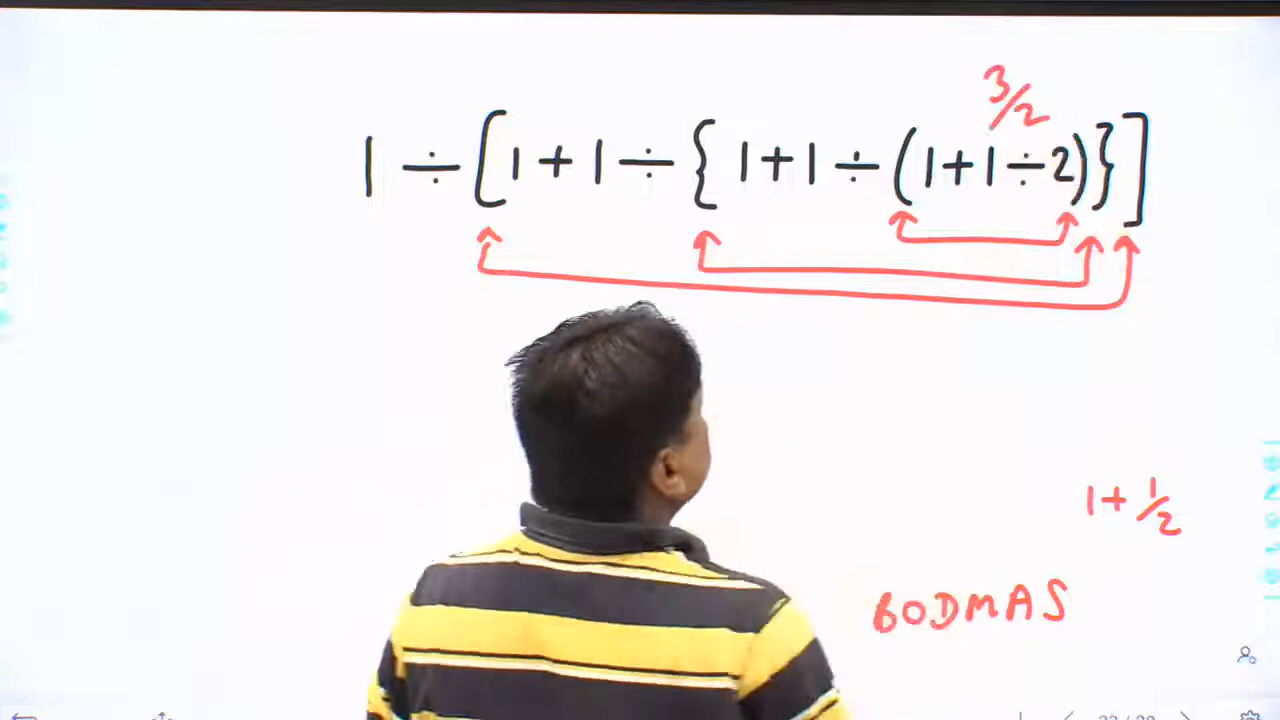 3/2
1 ÷ [1 + 1 ÷ {1 + 1 ÷ (1 + 1 ÷ 2)}]
1 + 1/2
BODMAS